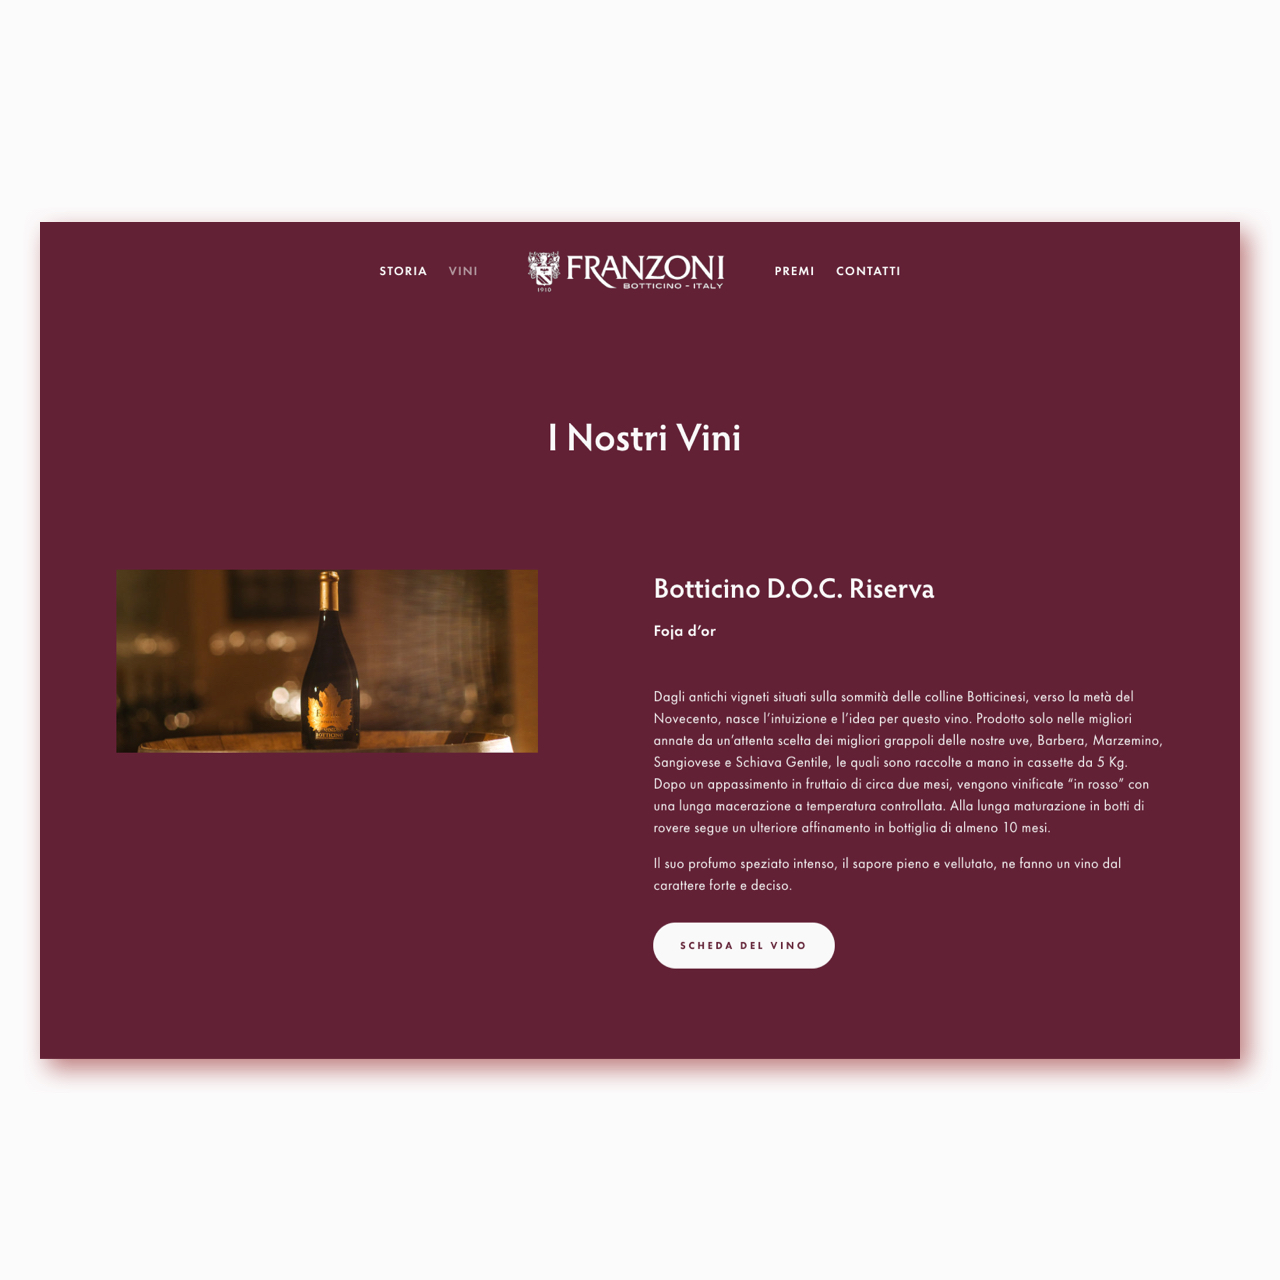 STORIA VINI FRANZONI PREMI CONTATTI
BOTTICINO - ITALY
1910
I Nostri Vini
Botticino D.O.C. Riserva
Foja d’or
Dagli antichi vigneti situati sulla sommità delle colline Botticinesi, verso la metà del
Novecento, nasce l’intuizione e l’idea per questo vino. Prodotto solo nelle migliori
annate da un’attenta scelta dei migliori grappoli delle nostre uve, Barbera, Marzemino,
Sangiovese e Schiava Gentile, le quali sono raccolte a mano in cassette da 5 Kg.
Dopo un appassimento in fruttaio di circa due mesi, vengono vinificate “in rosso” con
una lunga macerazione a temperatura controllata. Alla lunga maturazione in botti di
rovere segue un ulteriore affinamento in bottiglia di almeno 10 mesi.
Il suo profumo speziato intenso, il sapore pieno e vellutato, ne fanno un vino dal
carattere forte e deciso.
SCHEDA DEL VINO
BOTTICINO